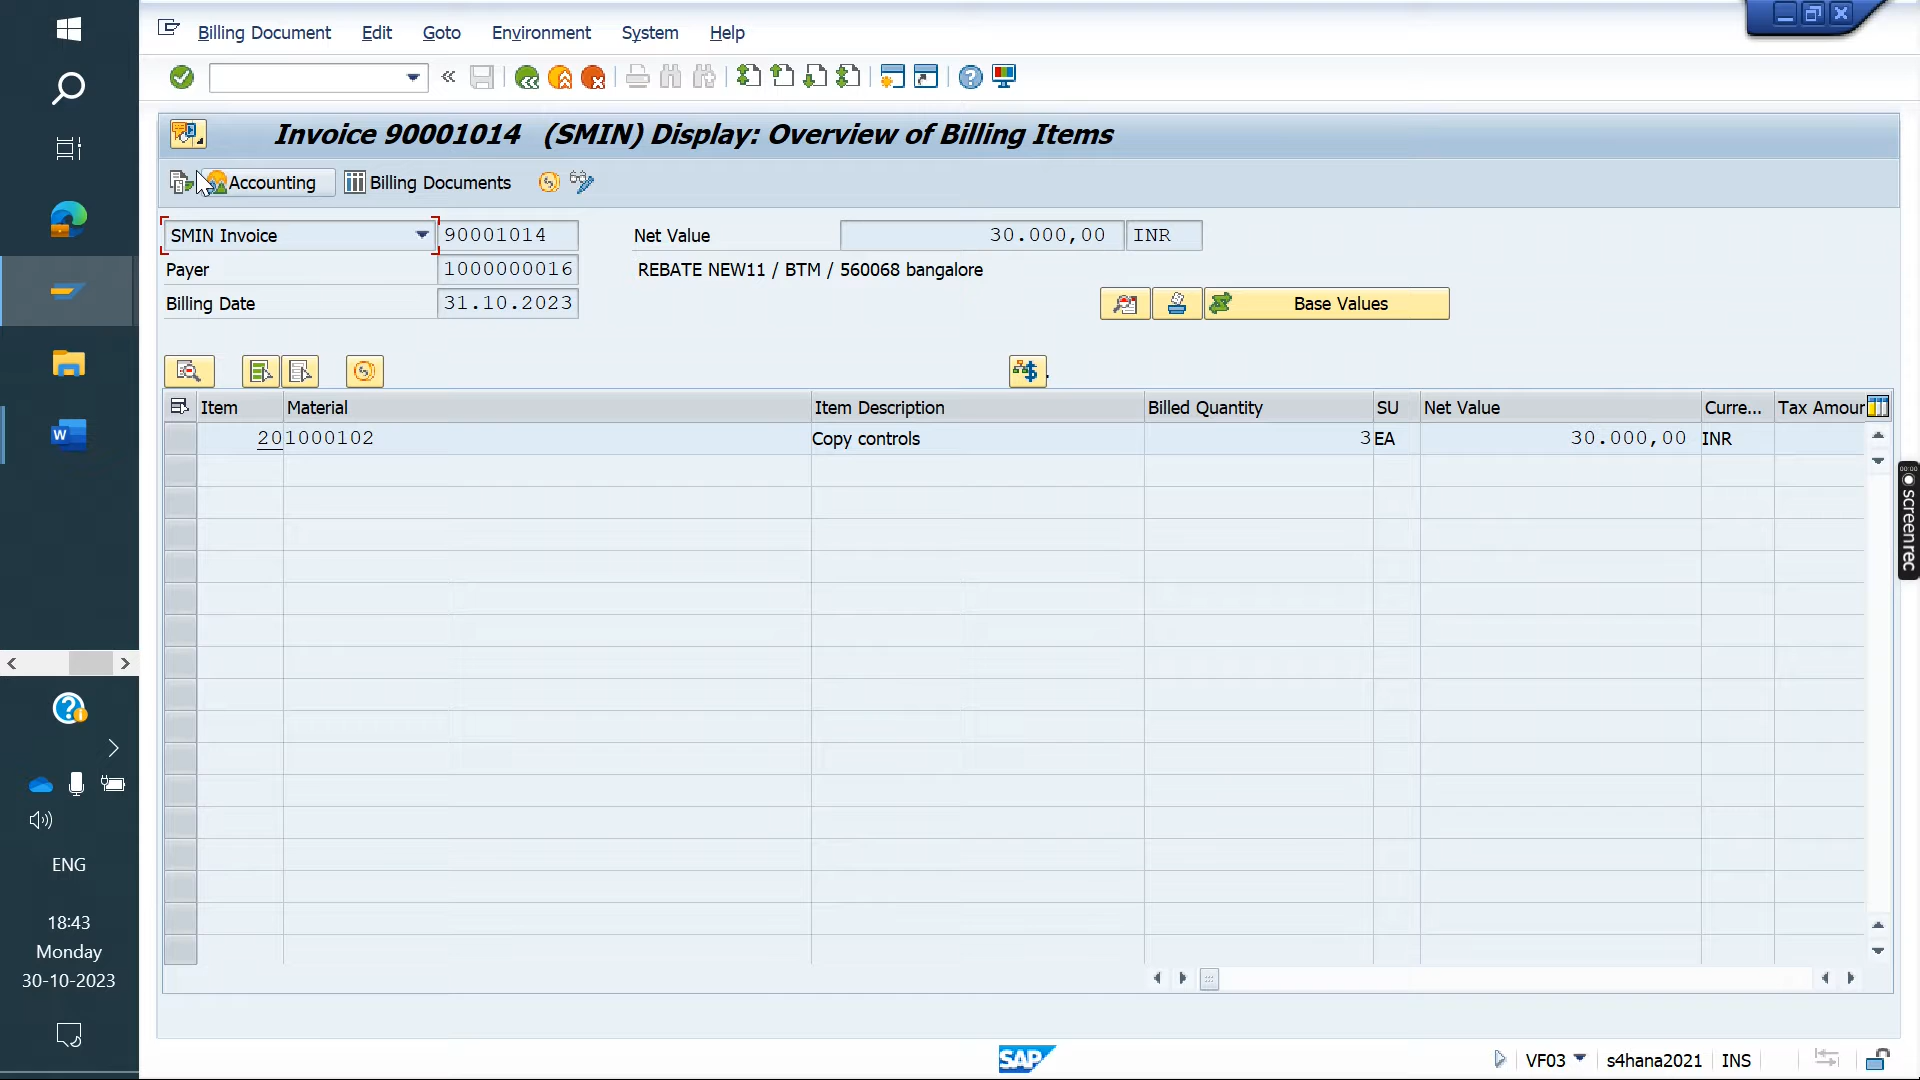 Billing Document Edit Goto Environment System Help
Invoice 90001014 (SMIN) Display: Overview of Billing Items
Accounting Billing Documents
SMIN Invoice 90001014 Net Value 30.000,00 INR
Payer 1000000016 REBATE NEW11 / BTM / 560068 bangalore
Billing Date 31.10.2023
Base Values
Item Material Item Description Billed Quantity SU Net Value Curre... Tax Amour
20 1000102 Copy controls 3 EA 30.000,00 INR
00:00
screenrec
W
ENG
18:43
Monday
30-10-2023
SAP
VF03 s4hana2021 INS